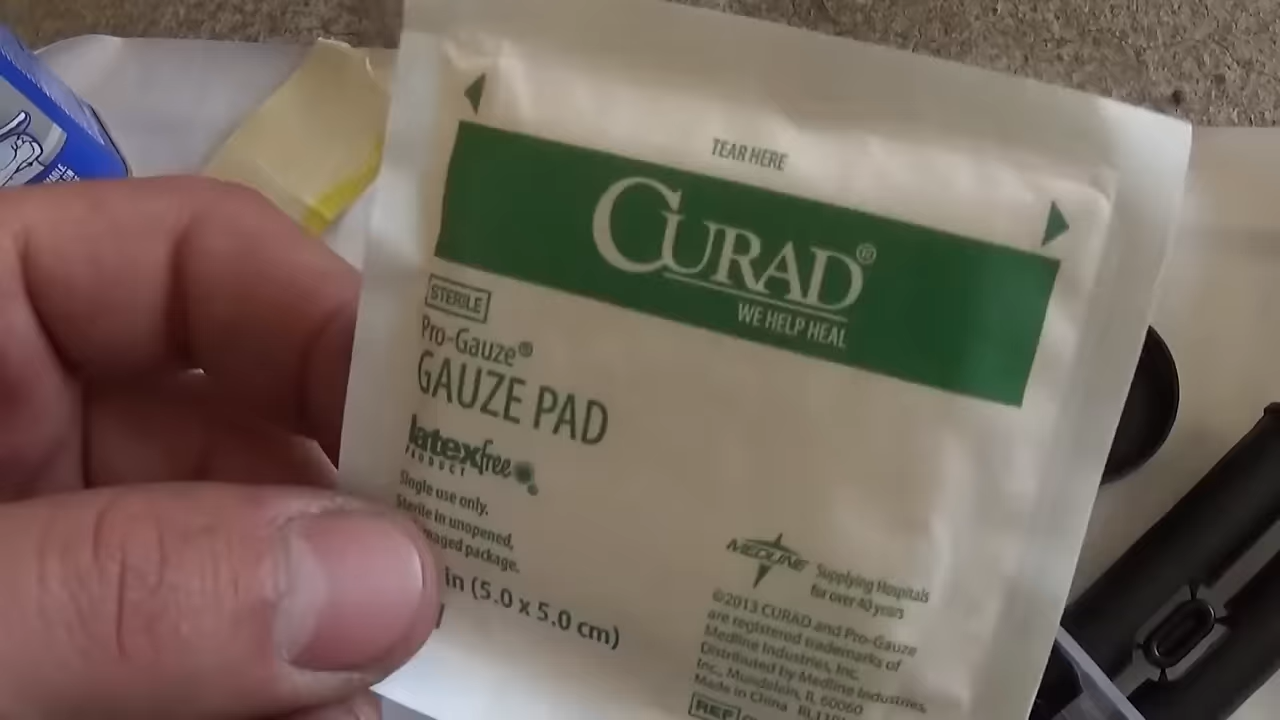 TEAR HERE
CURAD®
WE HELP HEAL
STERILE
Pro-Gauze®
GAUZE PAD
latexfree
PRODUCT
Single use only.
Sterile in unopened,
package.
in (5.0 x 5.0 cm)
MEDLINE
Supplying Hospitals
for over 40 years
©2013 CURAD and Pro-Gauze
are registered trademarks of
Medline Industries, Inc.
Distributed by Medline Industries,
Inc., Mundelein, IL 60060
Made in China
REF